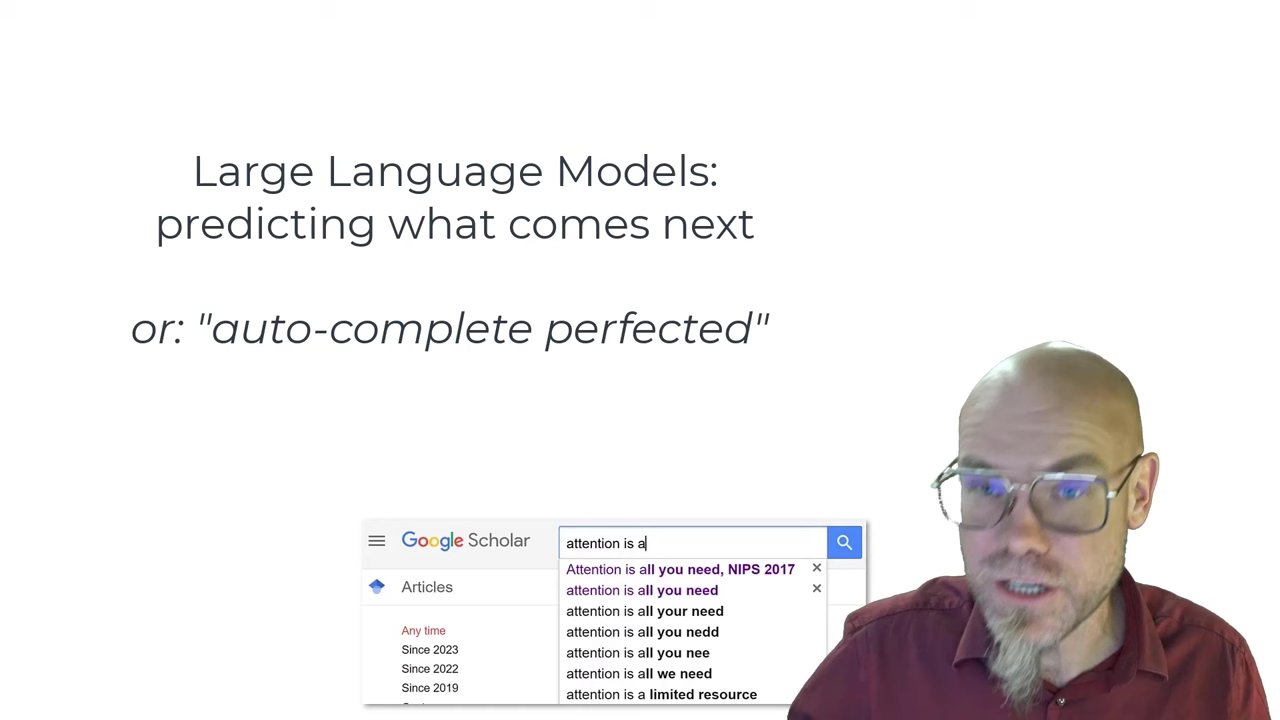 Large Language Models:
predicting what comes next
or: "auto-complete perfected"
Google Scholar
attention is a
Attention is all you need, NIPS 2017
Articles
attention is all you need
attention is all your need
attention is all you nedd
Any time
attention is all you nee
Since 2023
Since 2022
attention is all we need
Since 2019
attention is a limited resource